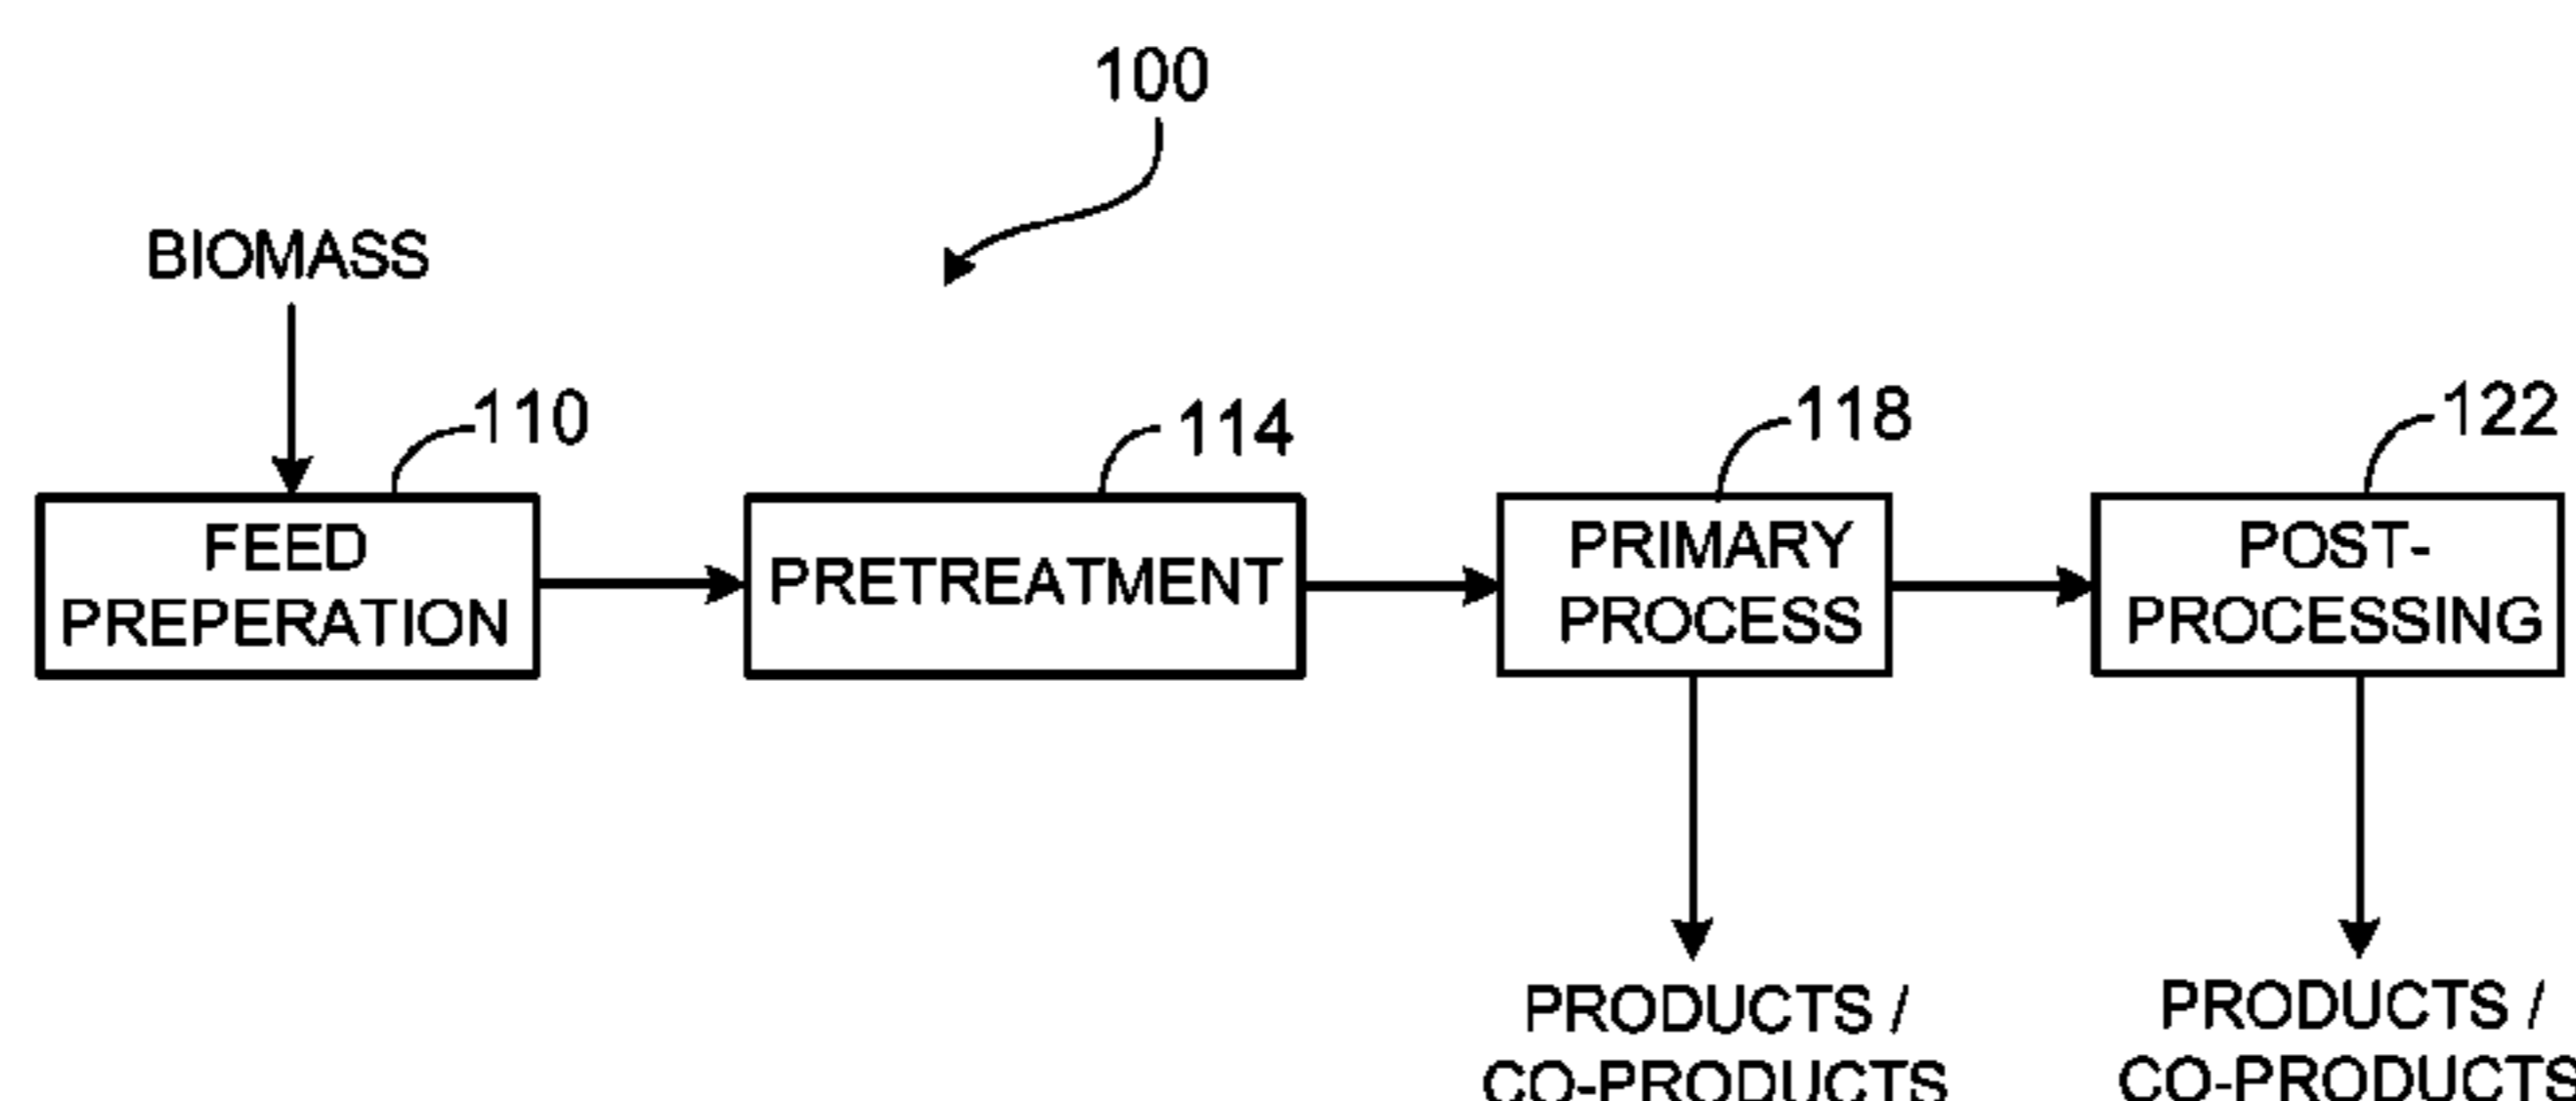 100
BIOMASS
110
114
118
122
FEED
PREPERATION
PRETREATMENT
PRIMARY
PROCESS
POST-
PROCESSING
PRODUCTS /
CO-PRODUCTS
PRODUCTS /
CO-PRODUCTS